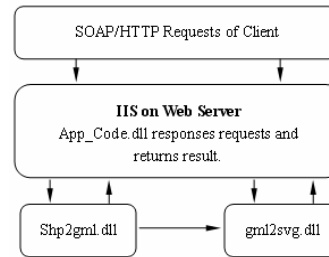 SOAP/HTTP Requests of Client
IIS on Web Server
App_Code.dll responses requests and
returns result.
Shp2gml.dll
gml2svg.dll